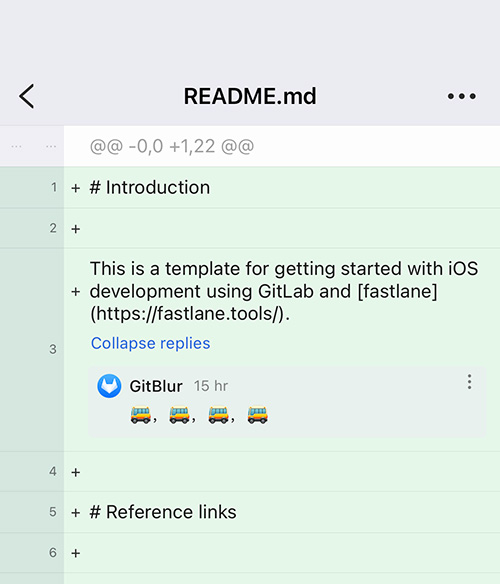 README.md
... ... @@ -0,0 +1,22 @@
1 + # Introduction
2 +
This is a template for getting started with iOS
+ development using GitLab and [fastlane]
(https://fastlane.tools/).
3
Collapse replies
GitBlur 15 hr
🚌, 🚌, 🚌, 🚌
4 +
5 + # Reference links
6 +